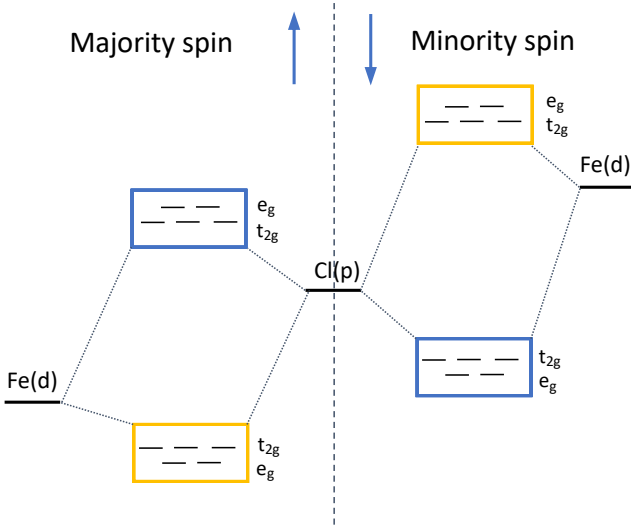 Majority spin
Minority spin
e_g
t_2g
Fe(d)
e_g
t_2g
Cl(p)
t_2g
e_g
Fe(d)
t_2g
e_g